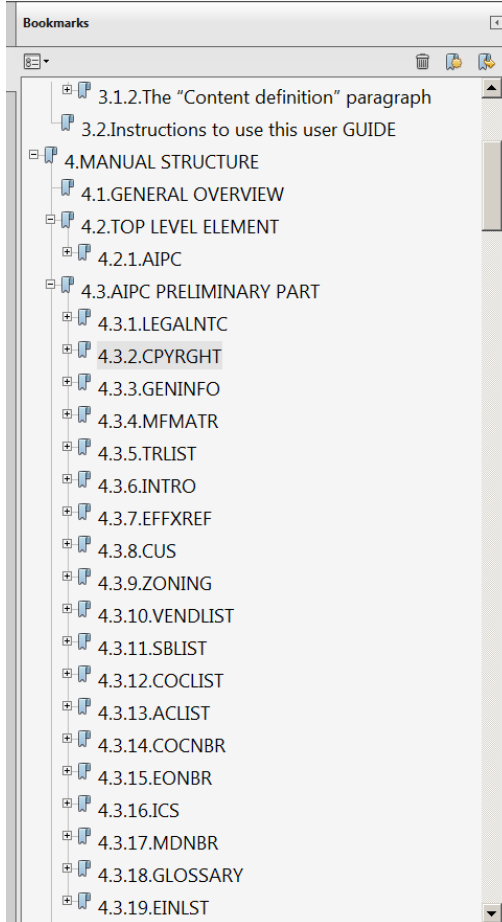 Bookmarks
3.1.2.The “Content definition” paragraph
3.2.Instructions to use this user GUIDE
4.MANUAL STRUCTURE
4.1.GENERAL OVERVIEW
4.2.TOP LEVEL ELEMENT
4.2.1.AIPC
4.3.AIPC PRELIMINARY PART
4.3.1.LEGALNTC
4.3.2.CPYRGHT
4.3.3.GENINFO
4.3.4.MFMATR
4.3.5.TRLIST
4.3.6.INTRO
4.3.7.EFFXREF
4.3.8.CUS
4.3.9.ZONING
4.3.10.VENDLIST
4.3.11.SBLIST
4.3.12.COCLIST
4.3.13.ACLIST
4.3.14.COCNBR
4.3.15.EONBR
4.3.16.ICS
4.3.17.MDNBR
4.3.18.GLOSSARY
4.3.19.EINLST